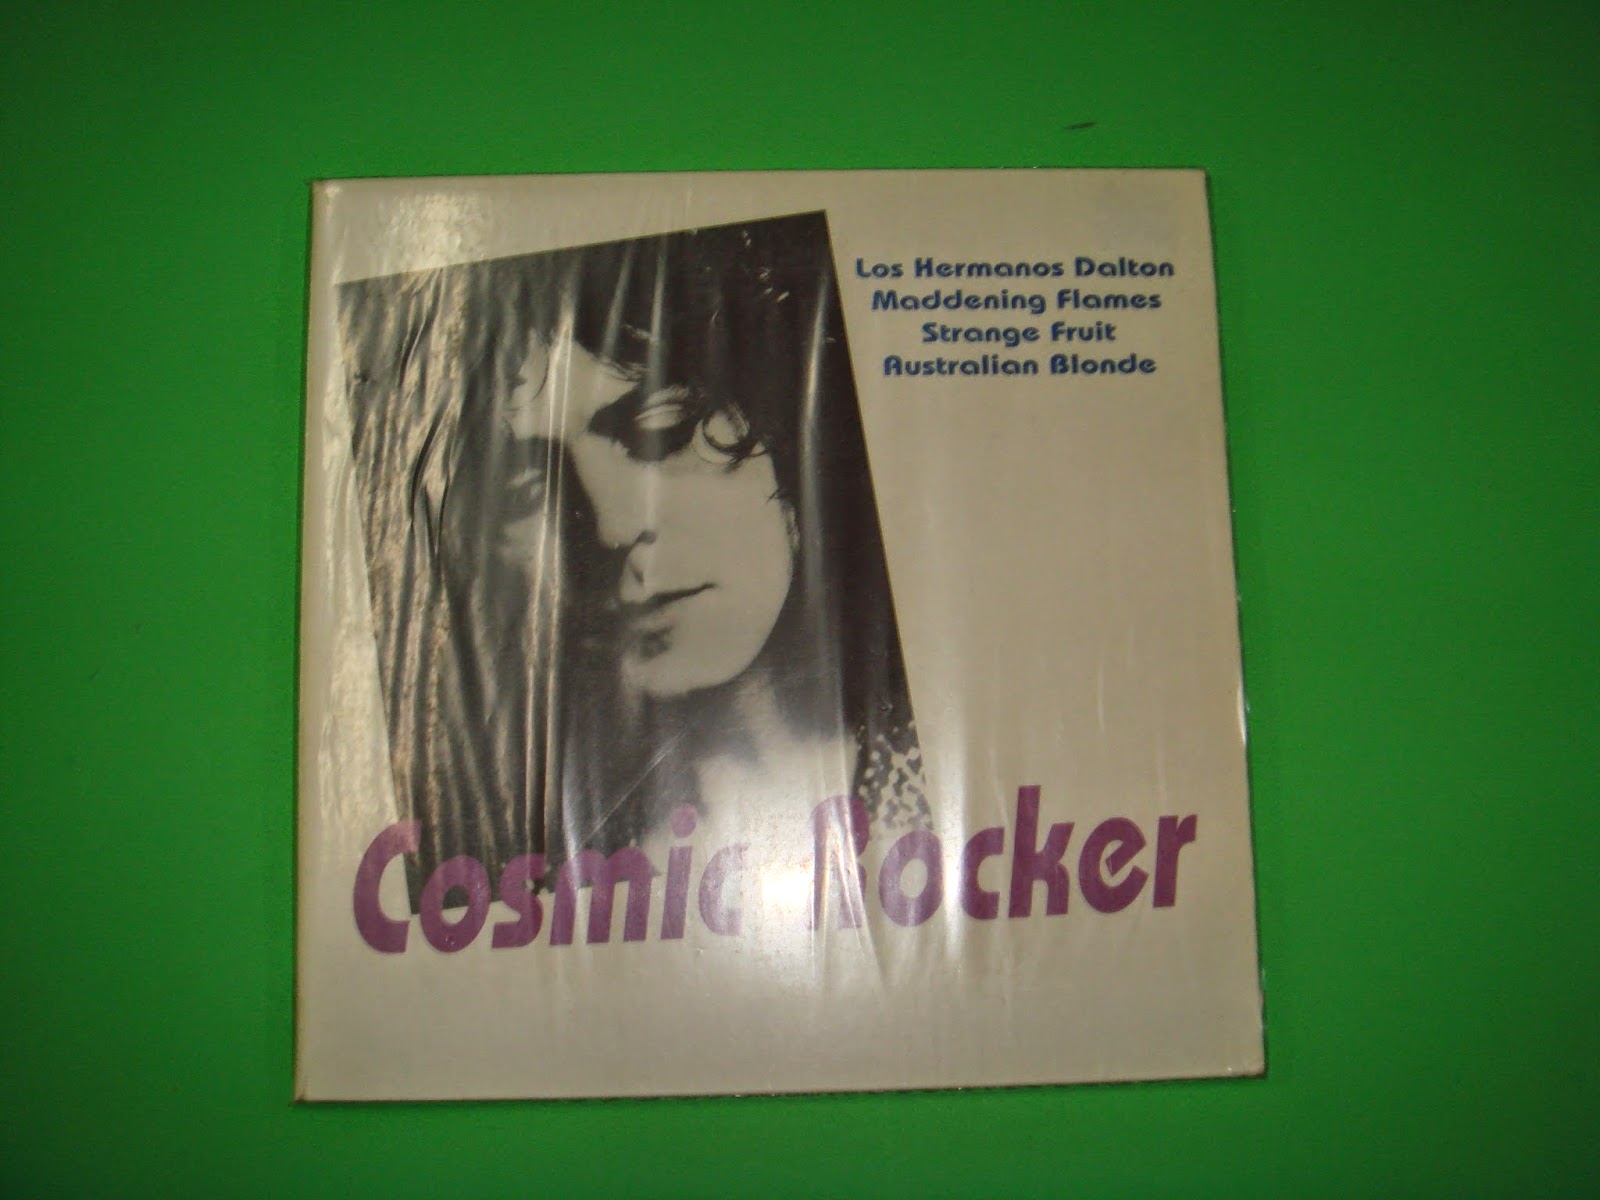 Los Hermanos Dalton
Maddening Flames
Strange Fruit
Australian Blonde
Cosmic Rocker